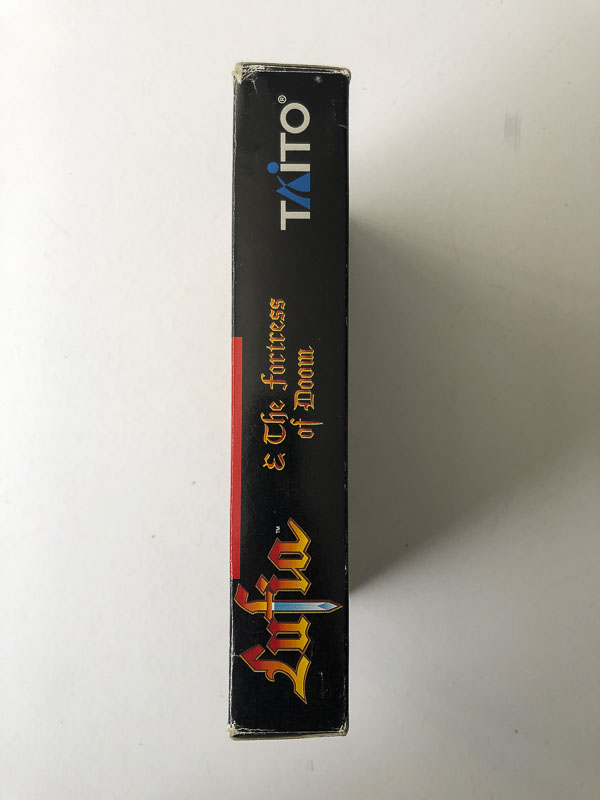 Lufia™
& The fortress
of Doom
TAITO®